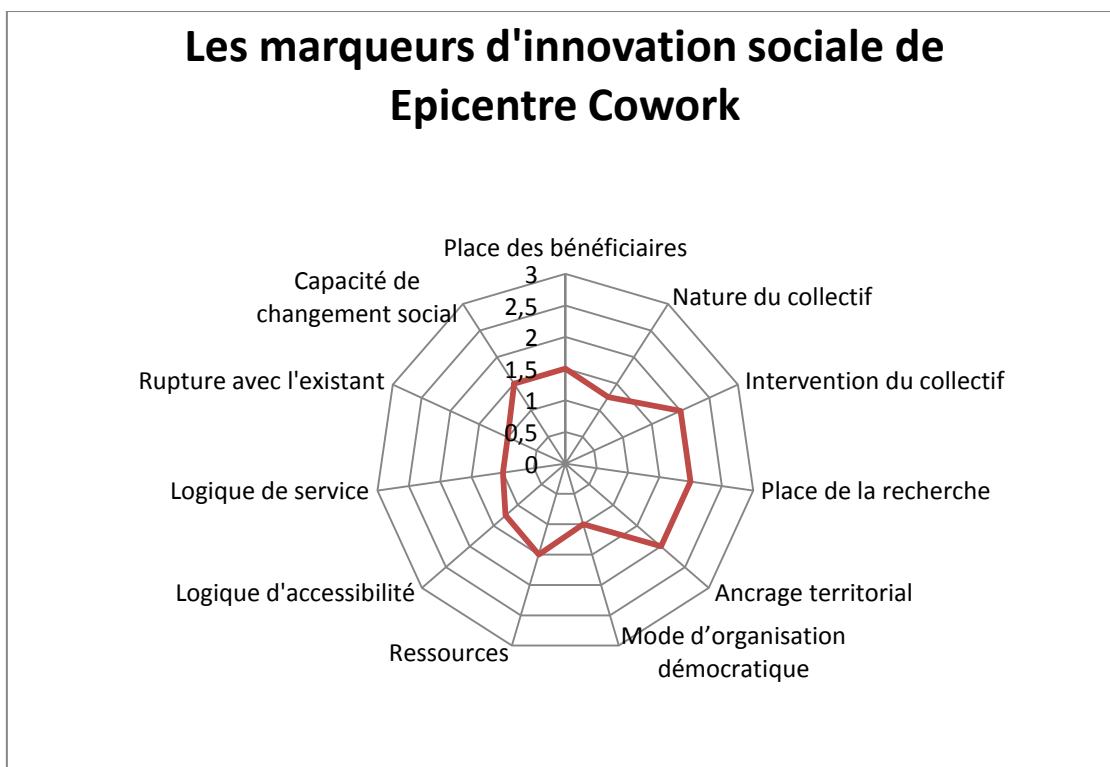 Les marqueurs d'innovation sociale de
Epicentre Cowork
Place des bénéficiaires
Nature du collectif
Intervention du collectif
Place de la recherche
Ancrage territorial
Mode d’organisation
démocratique
Ressources
Logique d'accessibilité
Logique de service
Rupture avec l'existant
Capacité de
changement social
3
2,5
2
1,5
1
0,5
0